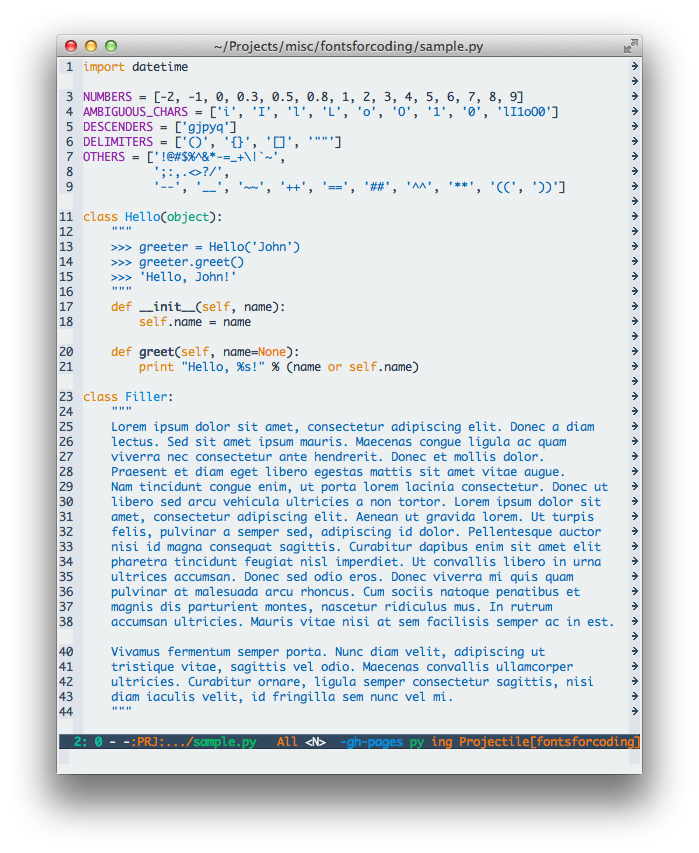 ~/Projects/misc/fontsforcoding/sample.py
1 import datetime
3 NUMBERS = [-2, -1, 0, 0.3, 0.5, 0.8, 1, 2, 3, 4, 5, 6, 7, 8, 9]
4 AMBIGUOUS_CHARS = ['i', 'I', 'l', 'L', 'o', 'O', '1', '0', 'lI1oO0']
5 DESCENDERS = ['gjpyq']
6 DELIMITERS = ['()', '{}', '[]', '""']
7 OTHERS = ['!@#$%^&*-=_+\|`~',
8 ';:,.<>?/',
9 '--', '__', '~~', '++', '==', '##', '^^', '**', '((', '))']
11 class Hello(object):
12 """
13 >>> greeter = Hello('John')
14 >>> greeter.greet()
15 >>> 'Hello, John!'
16 """
17 def __init__(self, name):
18 self.name = name
20 def greet(self, name=None):
21 print "Hello, %s!" % (name or self.name)
23 class Filler:
24 """
25 Lorem ipsum dolor sit amet, consectetur adipiscing elit. Donec a diam
26 lectus. Sed sit amet ipsum mauris. Maecenas congue ligula ac quam
27 viverra nec consectetur ante hendrerit. Donec et mollis dolor.
28 Praesent et diam eget libero egestas mattis sit amet vitae augue.
29 Nam tincidunt congue enim, ut porta lorem lacinia consectetur. Donec ut
30 libero sed arcu vehicula ultricies a non tortor. Lorem ipsum dolor sit
31 amet, consectetur adipiscing elit. Aenean ut gravida lorem. Ut turpis
32 felis, pulvinar a semper sed, adipiscing id dolor. Pellentesque auctor
33 nisi id magna consequat sagittis. Curabitur dapibus enim sit amet elit
34 pharetra tincidunt feugiat nisl imperdiet. Ut convallis libero in urna
35 ultrices accumsan. Donec sed odio eros. Donec viverra mi quis quam
36 pulvinar at malesuada arcu rhoncus. Cum sociis natoque penatibus et
37 magnis dis parturient montes, nascetur ridiculus mus. In rutrum
38 accumsan ultricies. Mauris vitae nisi at sem facilisis semper ac in est.
40 Vivamus fermentum semper porta. Nunc diam velit, adipiscing ut
41 tristique vitae, sagittis vel odio. Maecenas convallis ullamcorper
42 ultricies. Curabitur ornare, ligula semper consectetur sagittis, nisi
43 diam iaculis velit, id fringilla sem nunc vel mi.
44 """
2: 0 - -:PRJ:.../sample.py All <N> -gh-pages py ing Projectile[fontsforcoding]